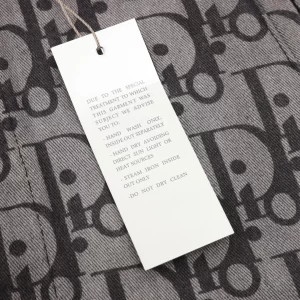 DUE TO THE SPECIAL
TREATMENT TO WHICH
THIS GARMENT WAS
SUBJECT WE ADVISE
YOU TO:
- HAND WASH ONLY,
INSIDE OUT SEPARATELY
- HAND DRY AVOIDING
DIRECT SUN LIGHT OR
HEAT SOURCES
- STEAM IRON INSIDE
OUT ONLY
- DO NOT DRY CLEAN